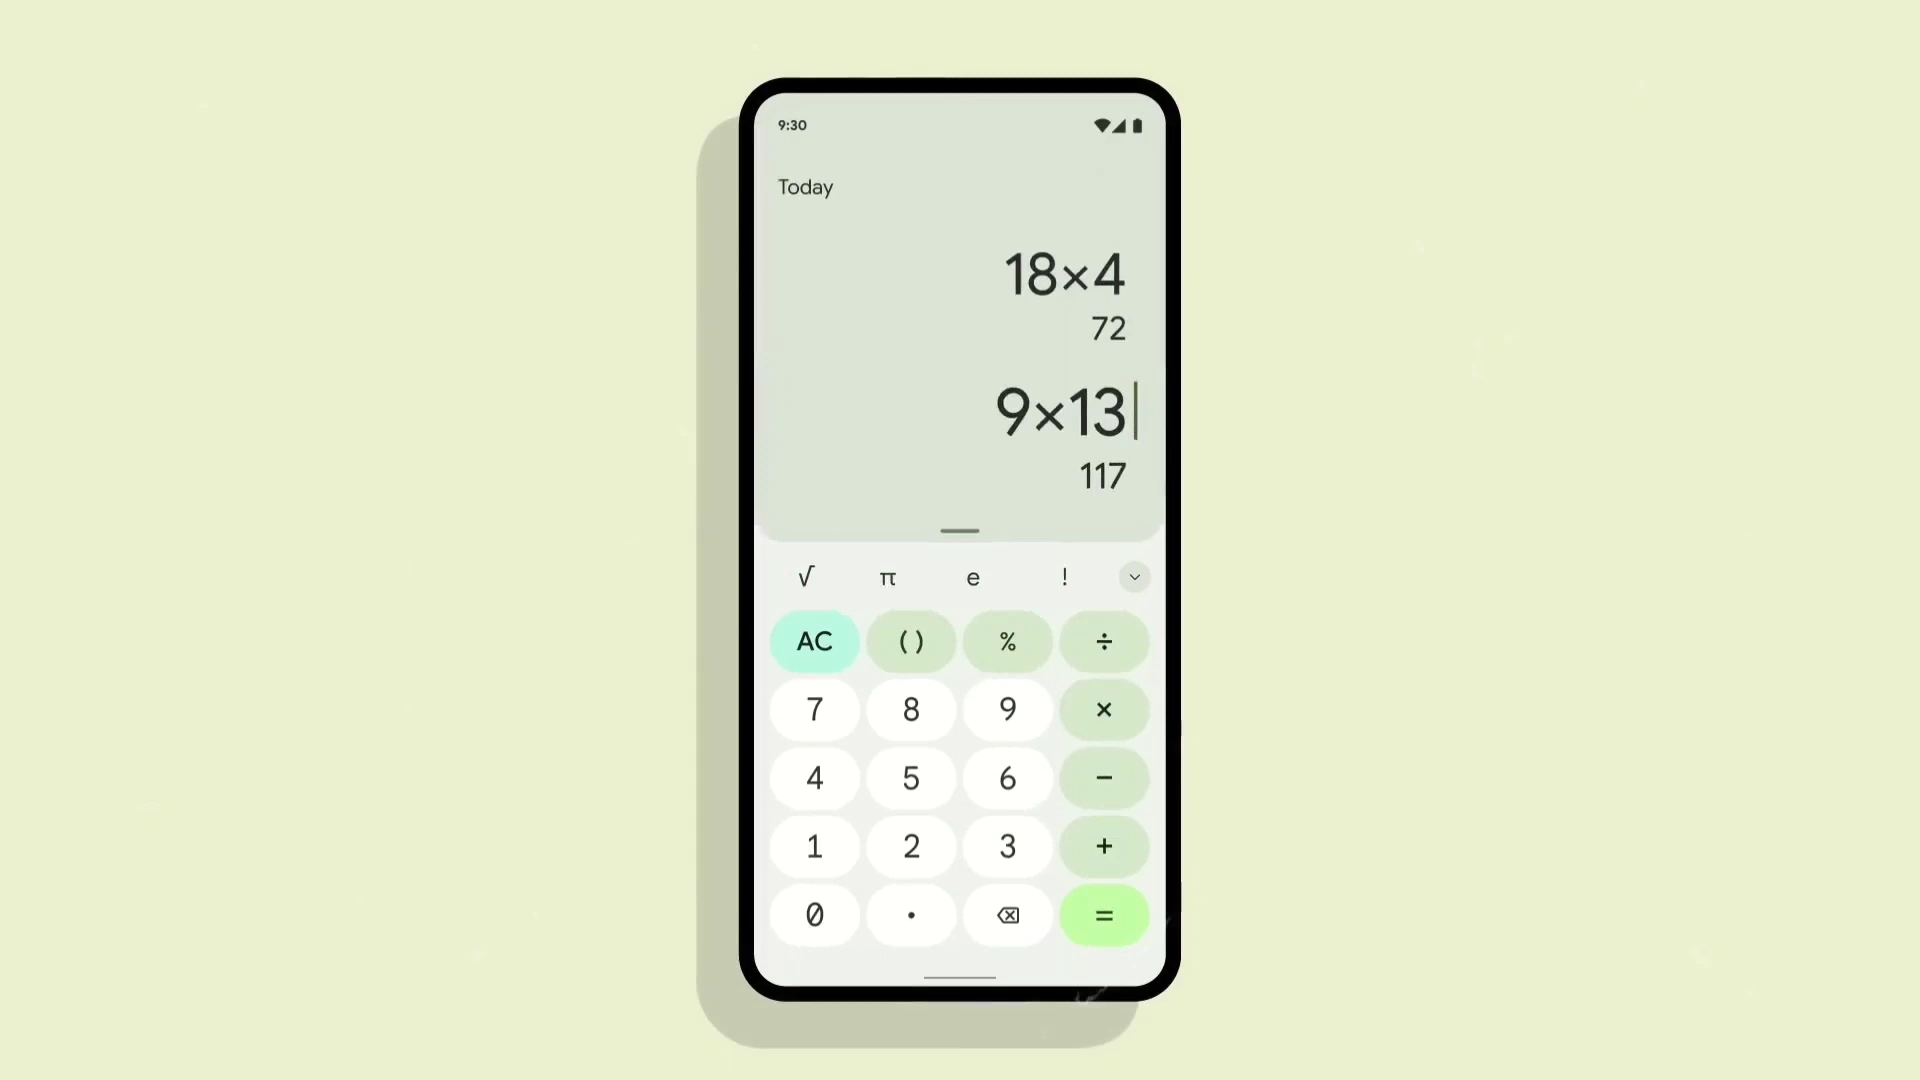 9:30
Today
18×4
72
9×13
117
√ π e !
AC ( ) % ÷
7 8 9 ×
4 5 6 −
1 2 3 +
0 . =